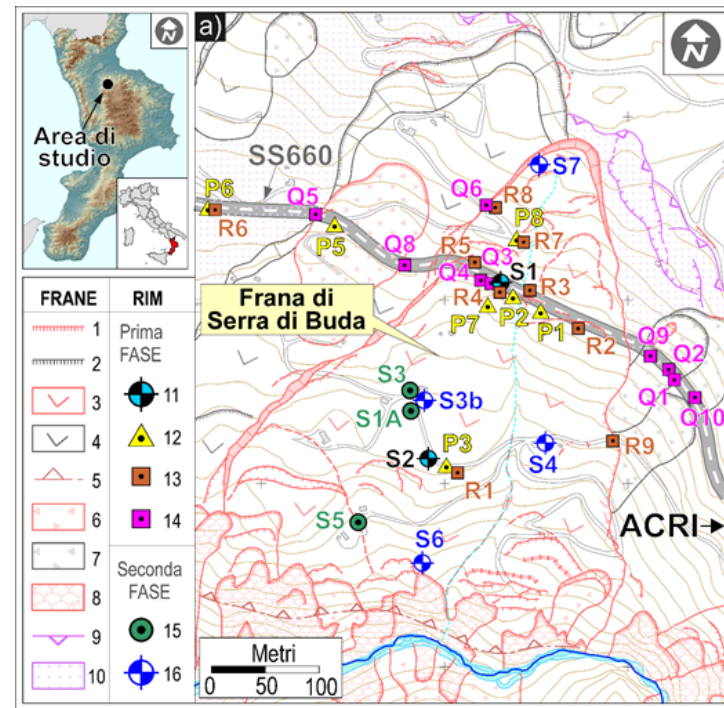 N
Area di
studio
FRANE
RIM
1
2
3
4
5
6
7
8
9
10
Prima
FASE
11
12
13
14
Seconda
FASE
15
16
a)
N
SS660
S7
P6
R6
Q5
P5
Q6
R8
P8
R7
Q8
R5
Q3
Q4
S1
R4
R3
P7
P2
P1
R2
Frana di
Serra di Buda
Q9
Q2
Q1
Q10
S3
S3b
S1A
S2
P3
R1
S4
R9
S5
S6
ACRI
Metri
0 50 100